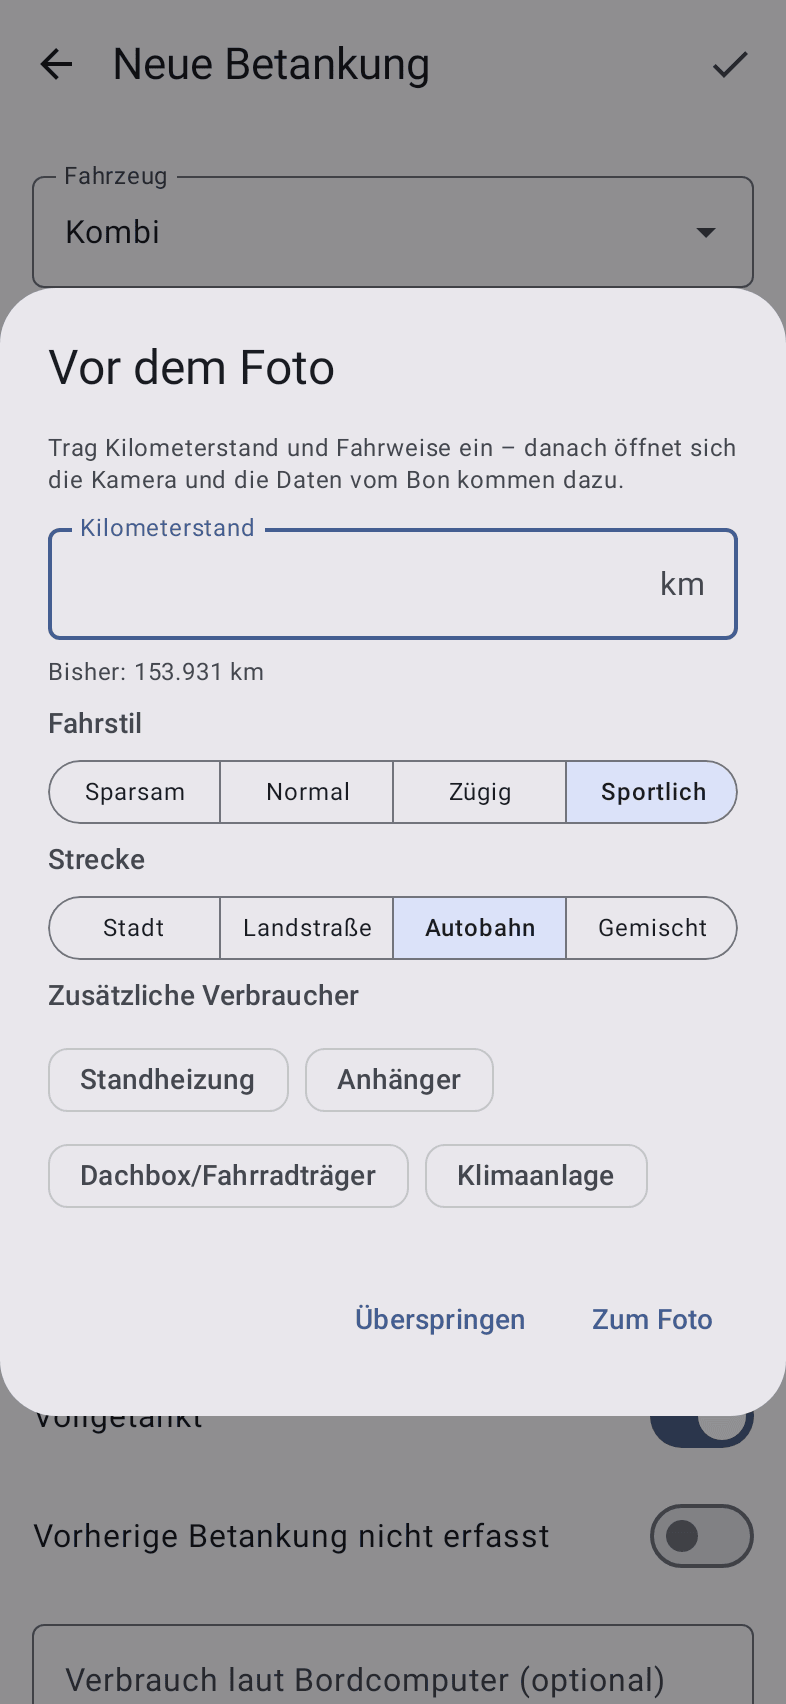 Neue Betankung
Fahrzeug
Kombi
Vor dem Foto
Trag Kilometerstand und Fahrweise ein – danach öffnet sich
die Kamera und die Daten vom Bon kommen dazu.
Kilometerstand
km
Bisher: 153.931 km
Fahrstil
Sparsam Normal Zügig Sportlich
Strecke
Stadt Landstraße Autobahn Gemischt
Zusätzliche Verbraucher
Standheizung Anhänger
Dachbox/Fahrradträger Klimaanlage
Überspringen Zum Foto
Vollgetankt
Vorherige Betankung nicht erfasst
Verbrauch laut Bordcomputer (optional)